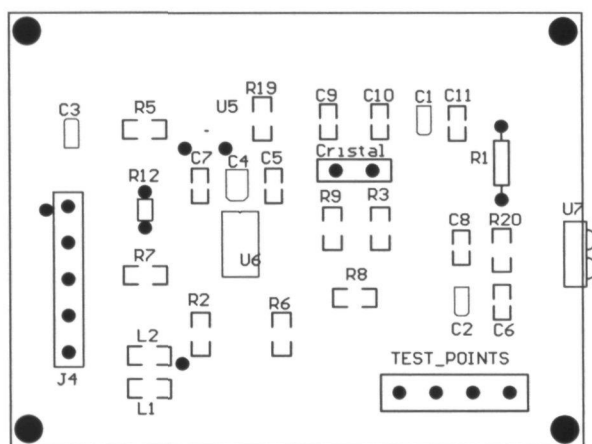 R19
C9
C10
C1
C11
C3
R5
U5
Cristal
R1
R12
C7
C4
C5
R9
R3
U7
C8
R20
R7
U6
R8
R2
R6
C2
C6
L2
TEST_POINTS
J4
L1